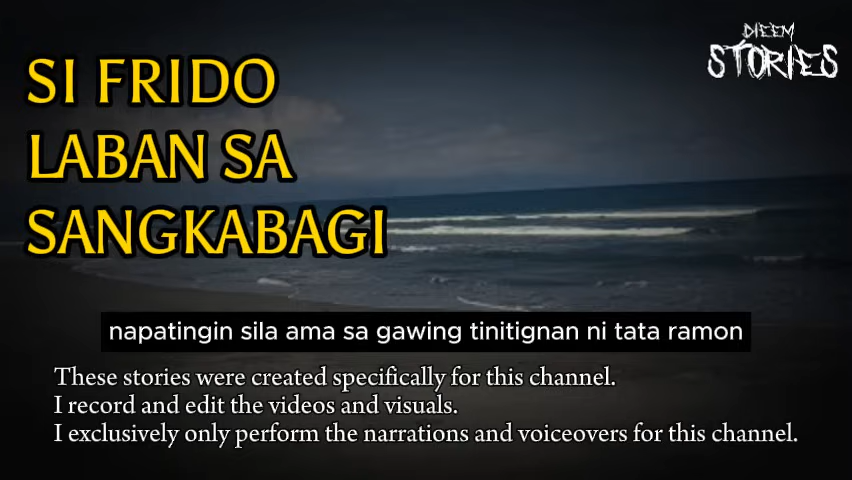 DIEEM
STORIES
SI FRIDO
LABAN SA
SANGKABAGI
napatingin sila ama sa gawing tinitignan ni tata ramon
These stories were created specifically for this channel.
I record and edit the videos and visuals.
I exclusively only perform the narrations and voiceovers for this channel.